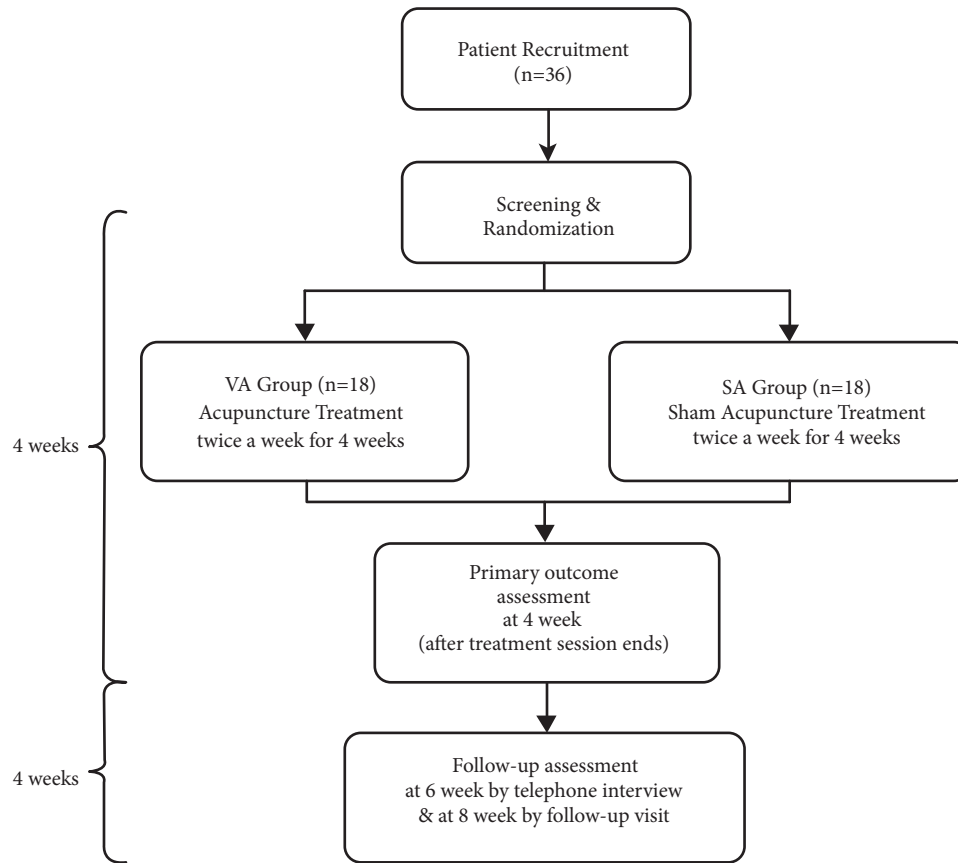 Patient Recruitment
(n=36)
Screening &
Randomization
VA Group (n=18)
Acupuncture Treatment
twice a week for 4 weeks
SA Group (n=18)
Sham Acupuncture Treatment
twice a week for 4 weeks
4 weeks
Primary outcome
assessment
at 4 week
(after treatment session ends)
4 weeks
Follow-up assessment
at 6 week by telephone interview
& at 8 week by follow-up visit